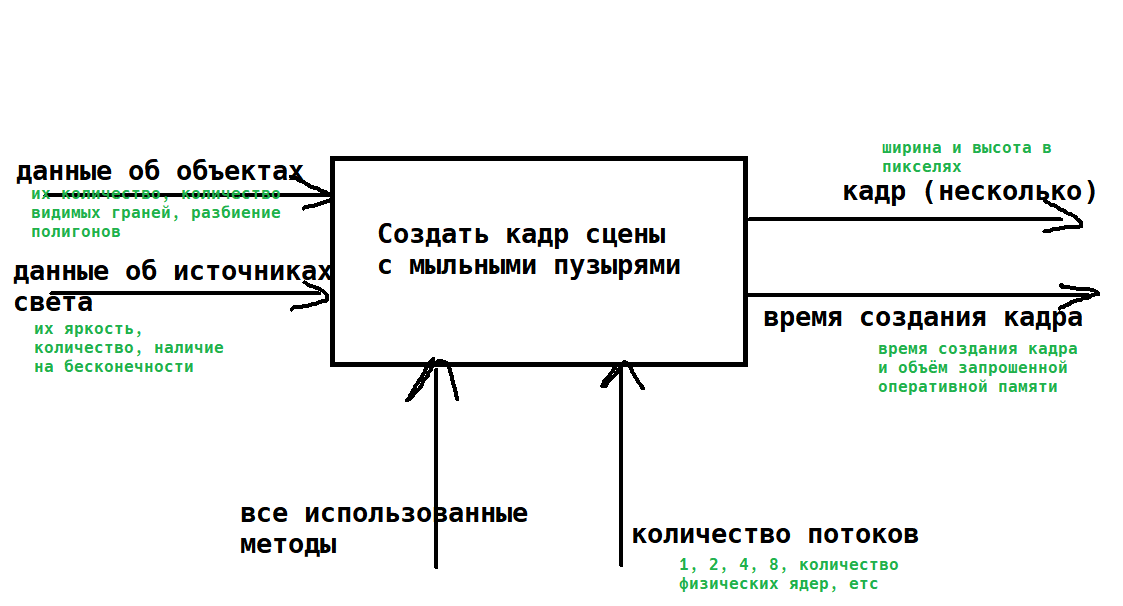 данные об объектах
их количество, количество
видимых граней, разбиение
полигонов
данные об источниках
света
их яркость,
количество, наличие
на бесконечности
Создать кадр сцены
с мыльными пузырями
ширина и высота в
пикселях
кадр (несколько)
время создания кадра
время создания кадра
и объём запрошенной
оперативной памяти
все использованные
методы
количество потоков
1, 2, 4, 8, количество
физических ядер, етс